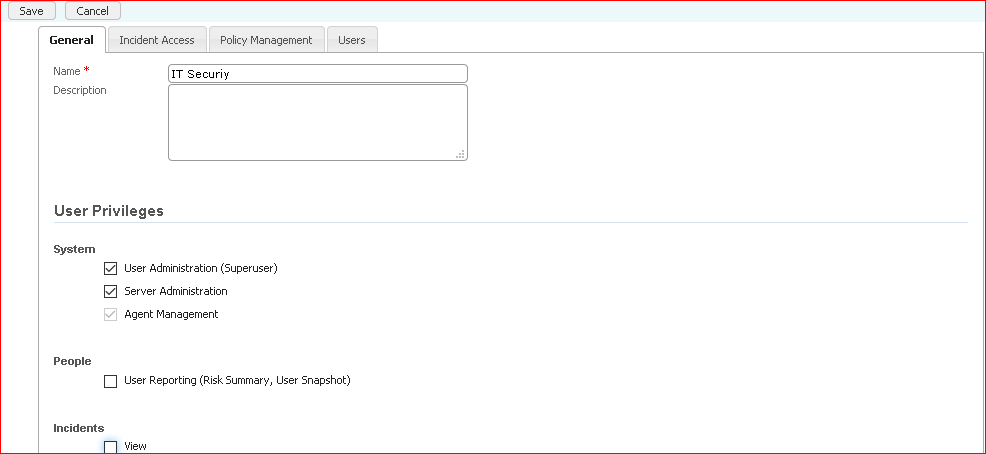 Save Cancel
General Incident Access Policy Management Users
Name *
IT Securiy
Description
User Privileges
System
User Administration (Superuser)
Server Administration
Agent Management
People
User Reporting (Risk Summary, User Snapshot)
Incidents
View